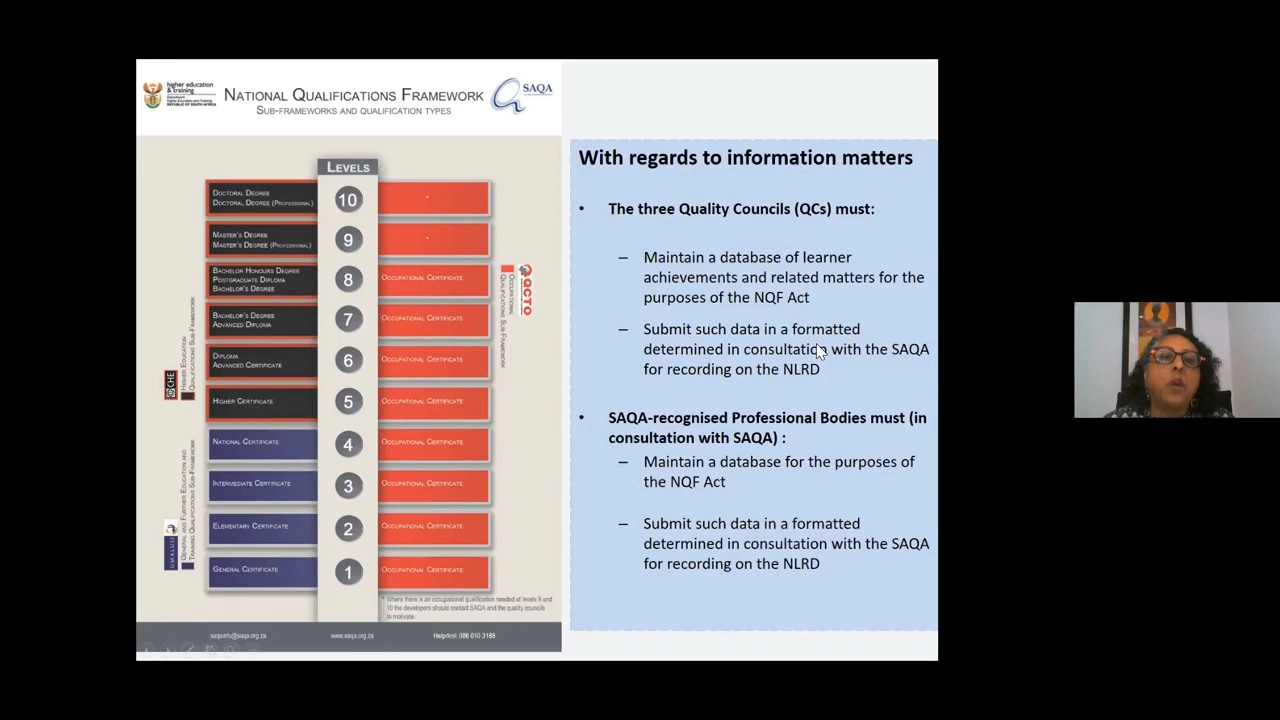 higher education
& training
Department:
Higher Education and Training
REPUBLIC OF SOUTH AFRICA
NATIONAL QUALIFICATIONS FRAMEWORK
SUB-FRAMEWORKS AND QUALIFICATION TYPES
SAQA
LEVELS
DOCTORAL DEGREE
DOCTORAL DEGREE (PROFESSIONAL)
10
*
MASTER'S DEGREE
MASTER'S DEGREE (PROFESSIONAL)
9
*
BACHELOR HONOURS DEGREE
POSTGRADUATE DIPLOMA
BACHELOR'S DEGREE
8
OCCUPATIONAL CERTIFICATE
BACHELOR'S DEGREE
ADVANCED DIPLOMA
7
OCCUPATIONAL CERTIFICATE
DIPLOMA
ADVANCED CERTIFICATE
6
OCCUPATIONAL CERTIFICATE
HIGHER CERTIFICATE
5
OCCUPATIONAL CERTIFICATE
NATIONAL CERTIFICATE
4
OCCUPATIONAL CERTIFICATE
INTERMEDIATE CERTIFICATE
3
OCCUPATIONAL CERTIFICATE
ELEMENTARY CERTIFICATE
2
OCCUPATIONAL CERTIFICATE
GENERAL CERTIFICATE
1
OCCUPATIONAL CERTIFICATE
CHE
HIGHER EDUCATION
QUALIFICATIONS SUB-FRAMEWORK
UMALUSI
GENERAL AND FURTHER EDUCATION AND
TRAINING QUALIFICATIONS SUB-FRAMEWORK
QCTO
OCCUPATIONAL
QUALIFICATIONS SUB-FRAMEWORK
* Where there is an occupational qualification needed at levels 9 and
10 the developers should contact SAQA and the quality councils
to motivate.
saqainfo@saqa.org.za
www.saqa.org.za
Helpdesk 086 010 3188
With regards to information matters
• The three Quality Councils (QCs) must:
– Maintain a database of learner
achievements and related matters for the
purposes of the NQF Act
– Submit such data in a formatted
determined in consultation with the SAQA
for recording on the NLRD
• SAQA-recognised Professional Bodies must (in
consultation with SAQA) :
– Maintain a database for the purposes of
the NQF Act
– Submit such data in a formatted
determined in consultation with the SAQA
for recording on the NLRD